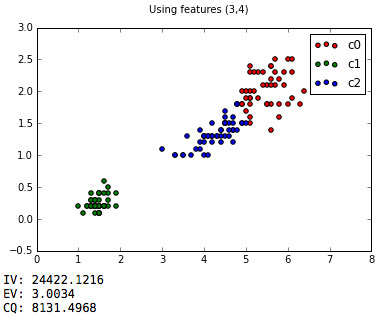 Using features (3,4)
3.0
2.5
2.0
1.5
1.0
0.5
0.0
−0.5
0 1 2 3 4 5 6 7 8
c0
c1
c2
IV: 24422.1216
EV: 3.0034
CQ: 8131.4968